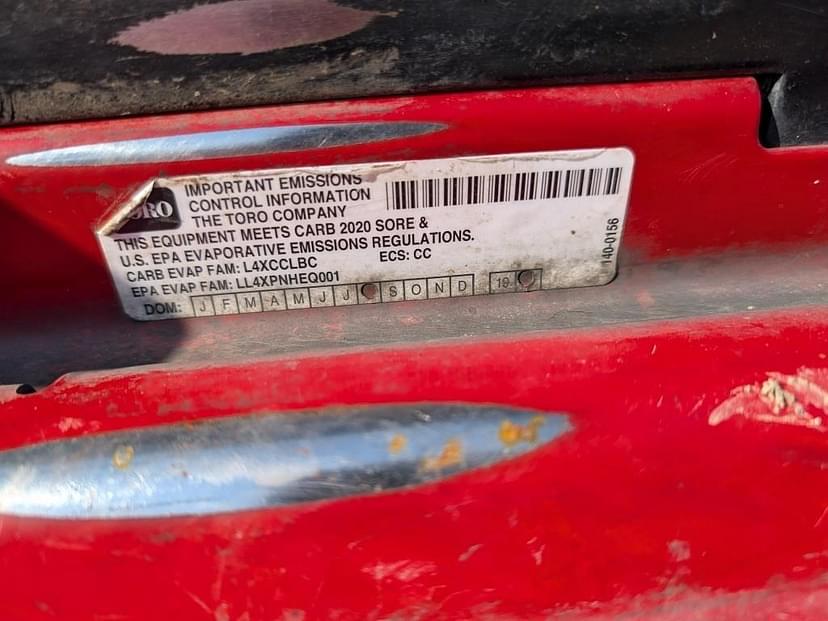 ORO
IMPORTANT EMISSIONS
CONTROL INFORMATION
THE TORO COMPANY
THIS EQUIPMENT MEETS CARB 2020 SORE &
U.S. EPA EVAPORATIVE EMISSIONS REGULATIONS.
CARB EVAP FAM: L4XCCLBC ECS: CC
EPA EVAP FAM: LL4XPNHEQ001
DOM: J F M A M J J S O N D 19
140-0156